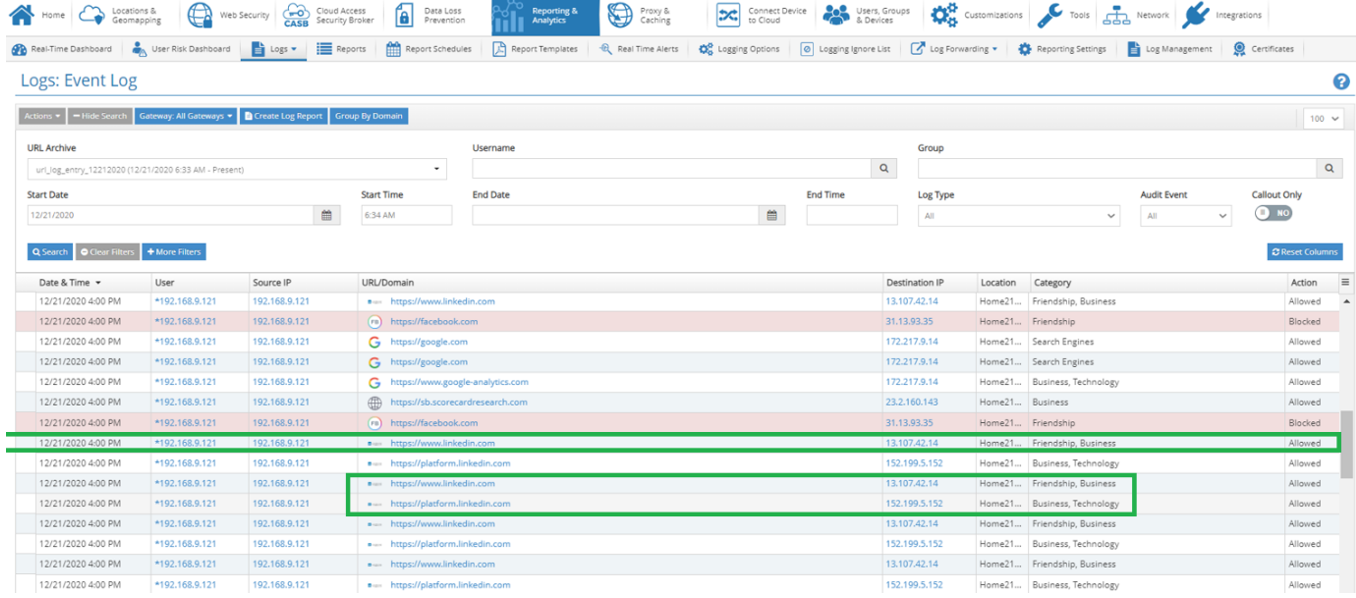 Home
Locations & Geomapping
Web Security
CASB
Cloud Access Security Broker
Data Loss Prevention
Reporting & Analytics
Proxy & Caching
Connect Device to Cloud
Users, Groups & Devices
Customizations
Tools
Network
Integrations
Real-Time Dashboard User Risk Dashboard Logs Reports Report Schedules Report Templates Real Time Alerts Logging Options Logging Ignore List Log Forwarding Reporting Settings Log Management Certificates
Logs: Event Log
Actions Hide Search Gateway: All Gateways Create Log Report Group By Domain 100
URL Archive Username Group
url_log_entry_12212020 (12/21/2020 6:33 AM - Present)
Start Date Start Time End Date End Time Log Type Audit Event Callout Only
12/21/2020 6:34 AM All All NO
Search Clear Filters More Filters Reset Columns
Date & Time User Source IP URL/Domain Destination IP Location Category Action
12/21/2020 4:00 PM *192.168.9.121 192.168.9.121 https://www.linkedin.com 13.107.42.14 Home21... Friendship, Business Allowed
12/21/2020 4:00 PM *192.168.9.121 192.168.9.121 FB https://facebook.com 31.13.93.35 Home21... Friendship Blocked
12/21/2020 4:00 PM *192.168.9.121 192.168.9.121 https://google.com 172.217.9.14 Home21... Search Engines Allowed
12/21/2020 4:00 PM *192.168.9.121 192.168.9.121 https://google.com 172.217.9.14 Home21... Search Engines Allowed
12/21/2020 4:00 PM *192.168.9.121 192.168.9.121 https://www.google-analytics.com 172.217.9.14 Home21... Business, Technology Allowed
12/21/2020 4:00 PM *192.168.9.121 192.168.9.121 https://sb.scorecardresearch.com 23.2.160.143 Home21... Business Allowed
12/21/2020 4:00 PM *192.168.9.121 192.168.9.121 FB https://facebook.com 31.13.93.35 Home21... Friendship Blocked
12/21/2020 4:00 PM *192.168.9.121 192.168.9.121 https://www.linkedin.com 13.107.42.14 Home21... Friendship, Business Allowed
12/21/2020 4:00 PM *192.168.9.121 192.168.9.121 https://platform.linkedin.com 152.199.5.152 Home21... Business, Technology Allowed
12/21/2020 4:00 PM *192.168.9.121 192.168.9.121 https://www.linkedin.com 13.107.42.14 Home21... Friendship, Business Allowed
12/21/2020 4:00 PM *192.168.9.121 192.168.9.121 https://platform.linkedin.com 152.199.5.152 Home21... Business, Technology Allowed
12/21/2020 4:00 PM *192.168.9.121 192.168.9.121 https://www.linkedin.com 13.107.42.14 Home21... Friendship, Business Allowed
12/21/2020 4:00 PM *192.168.9.121 192.168.9.121 https://platform.linkedin.com 152.199.5.152 Home21... Business, Technology Allowed
12/21/2020 4:00 PM *192.168.9.121 192.168.9.121 https://www.linkedin.com 13.107.42.14 Home21... Friendship, Business Allowed
12/21/2020 4:00 PM *192.168.9.121 192.168.9.121 https://platform.linkedin.com 152.199.5.152 Home21... Business, Technology Allowed